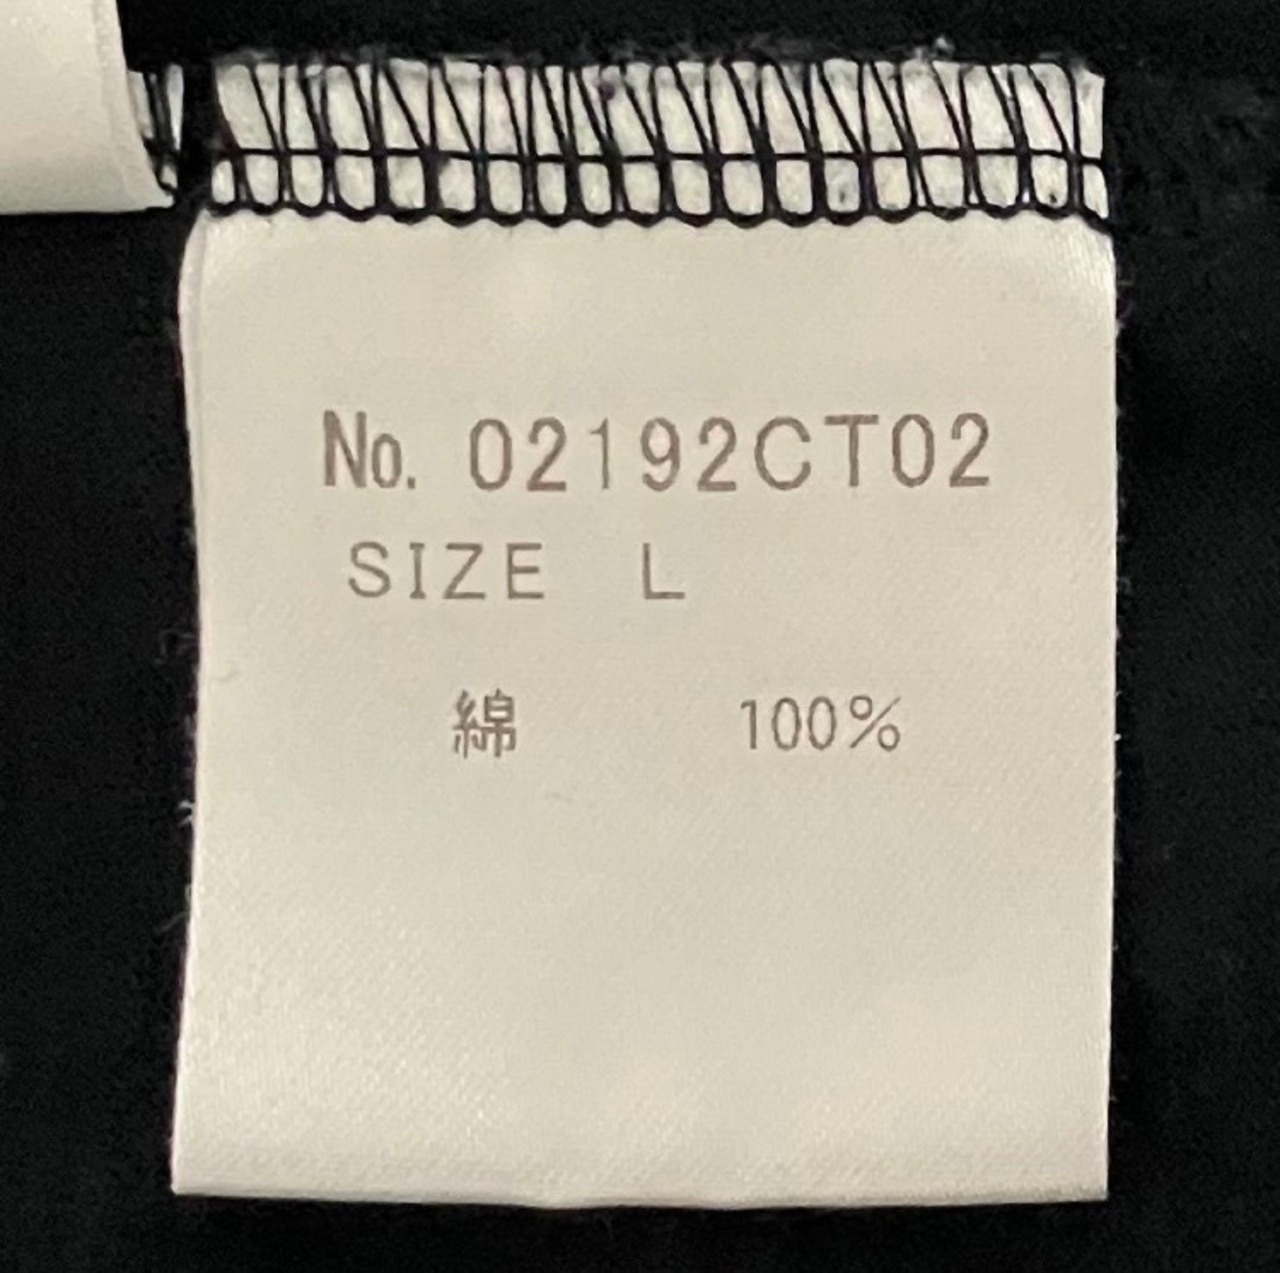 No. 02192CT02
SIZE L
綿 100%